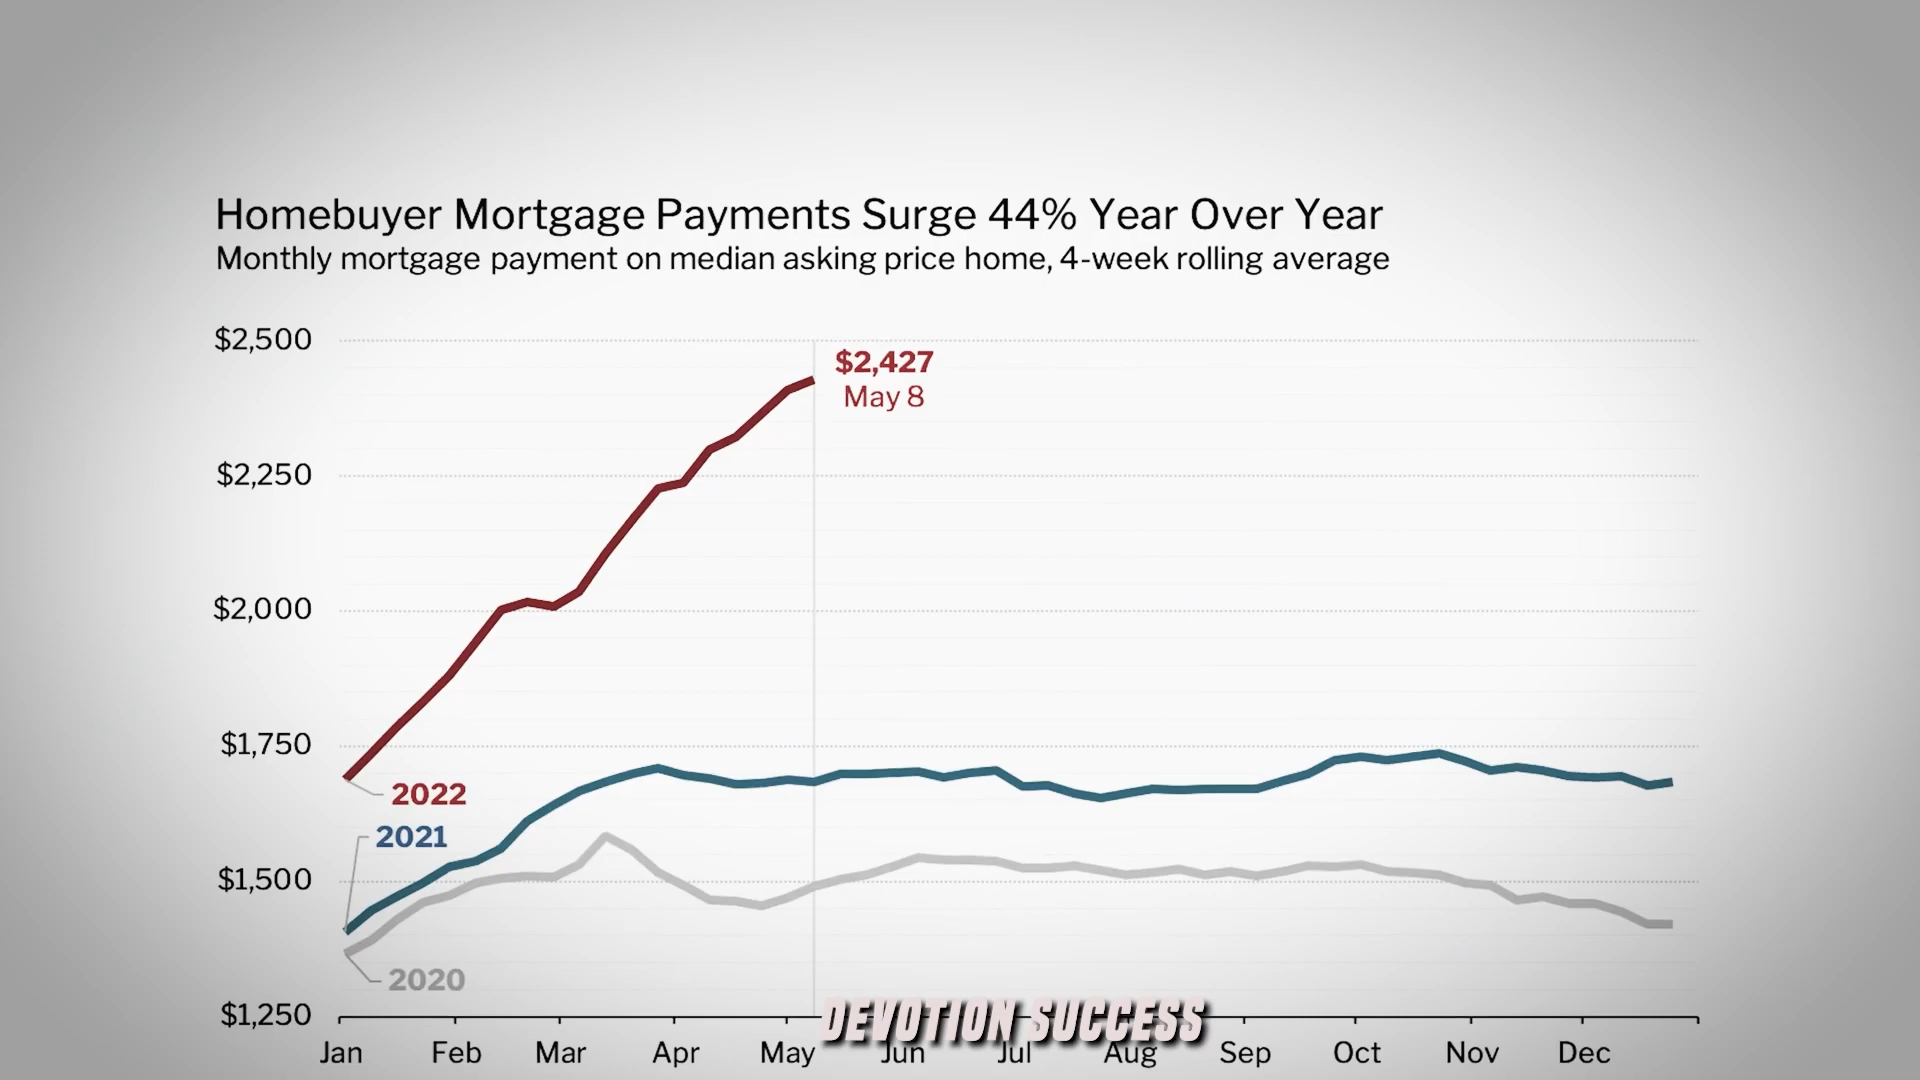 Homebuyer Mortgage Payments Surge 44% Year Over Year
Monthly mortgage payment on median asking price home, 4-week rolling average
$2,500
$2,427
May 8
$2,250
$2,000
$1,750
2022
2021
$1,500
2020
$1,250
DEVOTION SUCCESS
Jan Feb Mar Apr May Jun Jul Aug Sep Oct Nov Dec